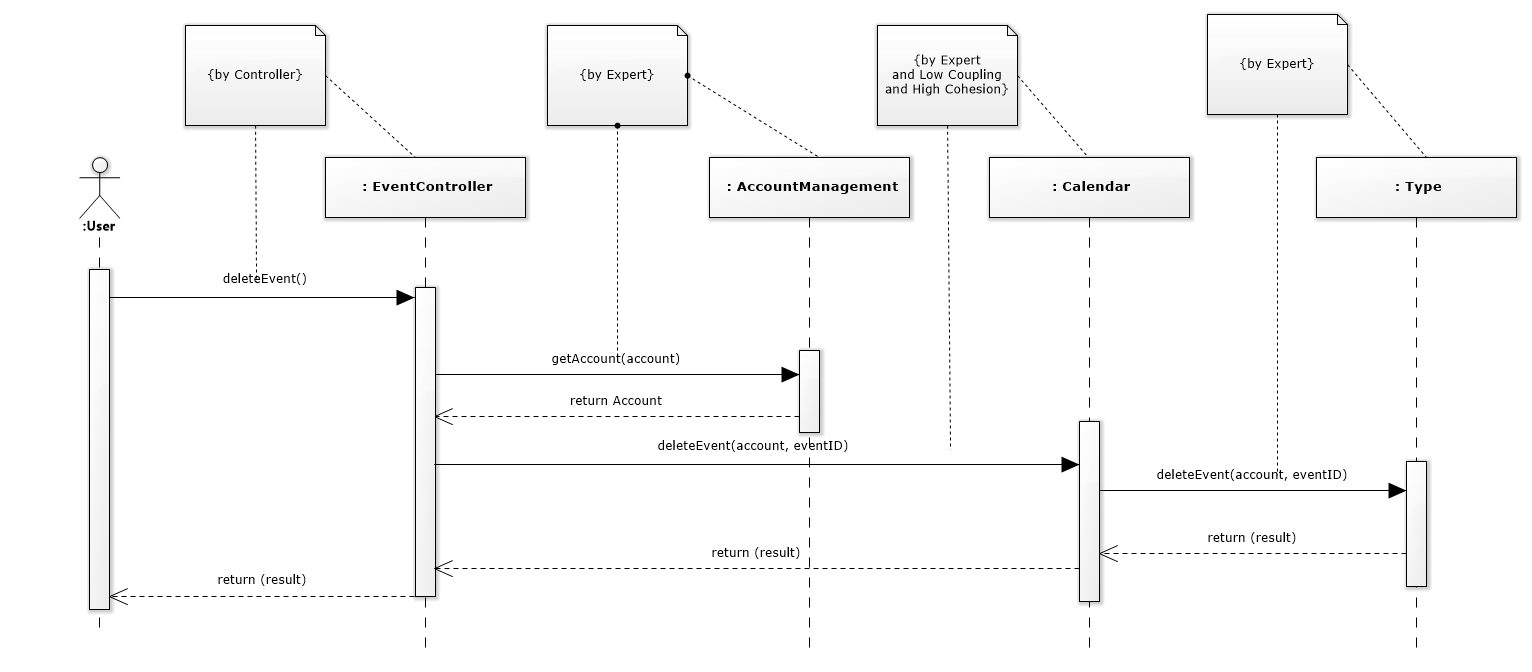 {by Controller}
{by Expert}
{by Expert
and Low Coupling
and High Cohesion}
{by Expert}
:User
: EventController
: AccountManagement
: Calendar
: Type
deleteEvent()
getAccount(account)
return Account
deleteEvent(account, eventID)
deleteEvent(account, eventID)
return (result)
return (result)
return (result)